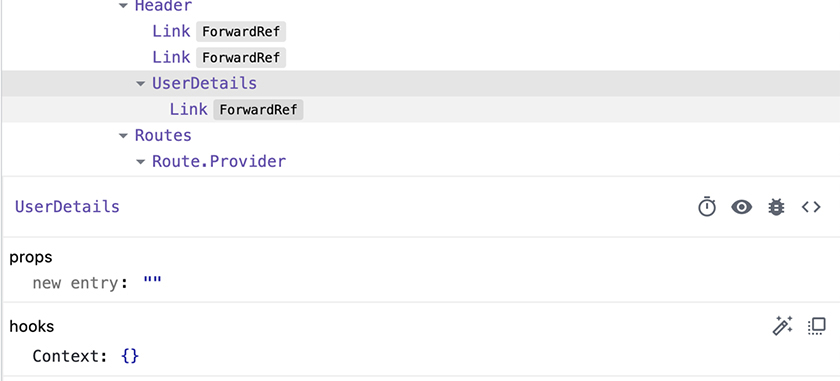 Header
Link ForwardRef
Link ForwardRef
UserDetails
Link ForwardRef
Routes
Route.Provider
UserDetails
props
new entry: ""
hooks
Context: {}